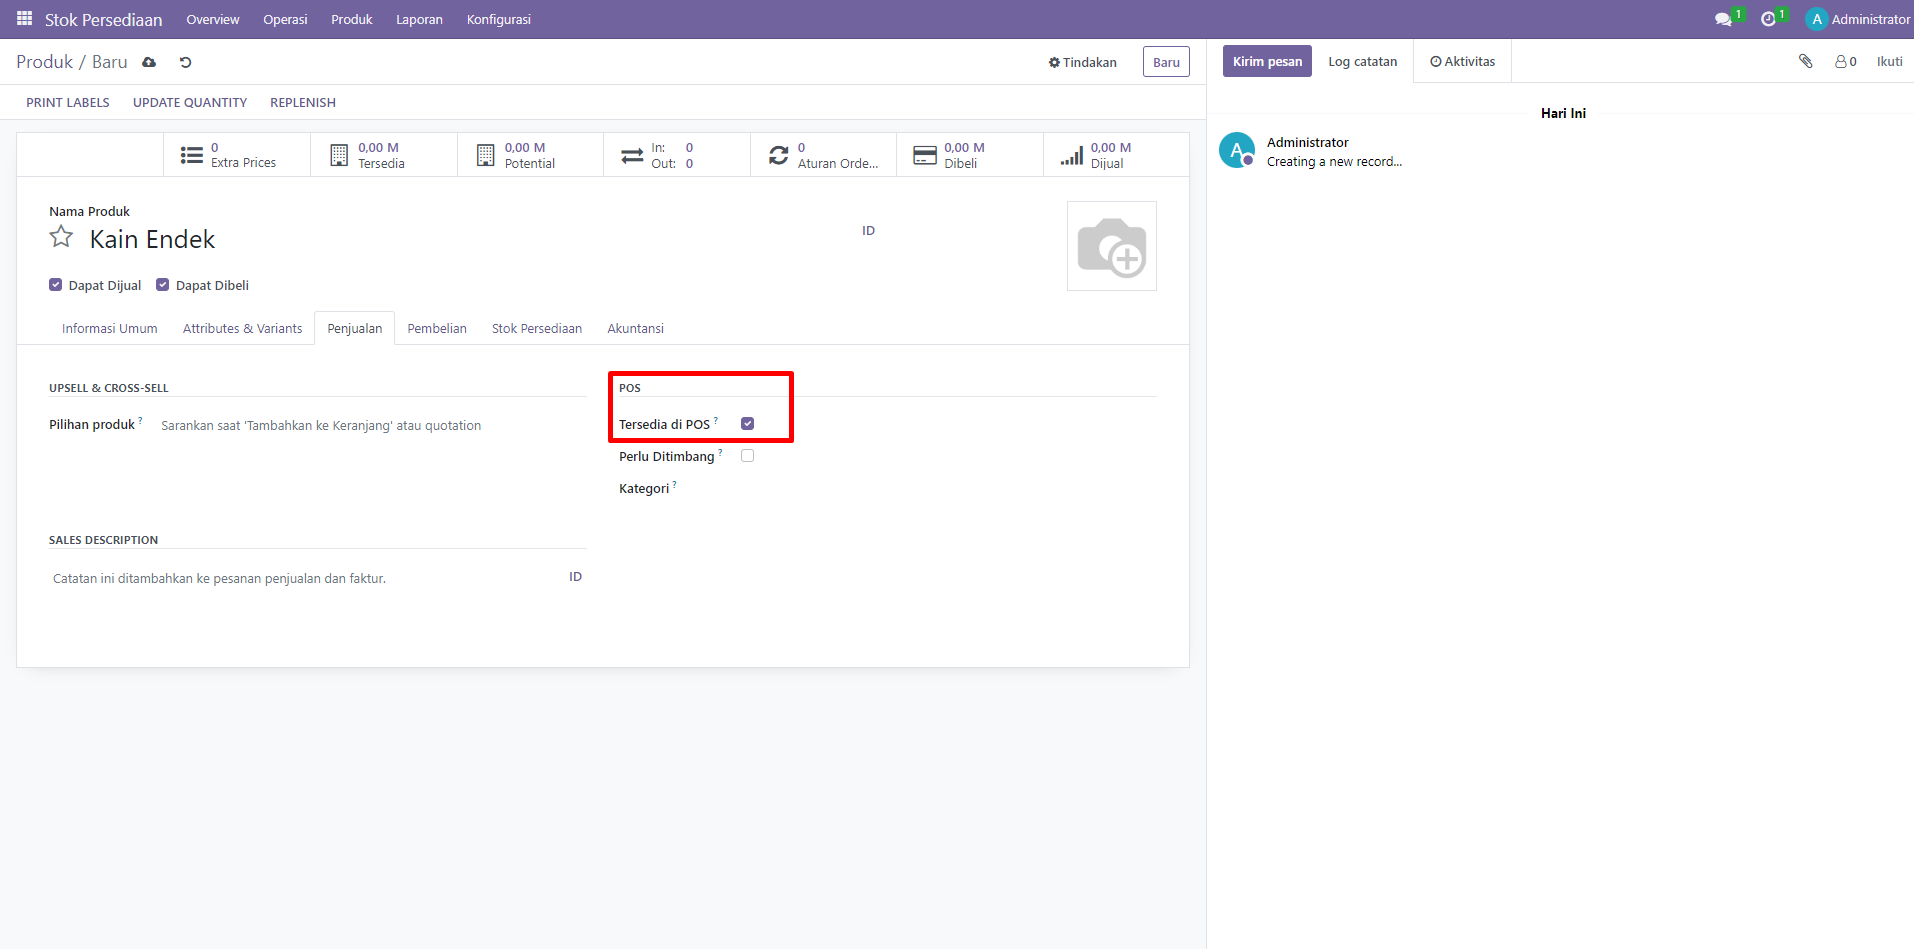 Stok Persediaan Overview Operasi Produk Laporan Konfigurasi 1 1 A Administrator
Produk / Baru Tindakan Baru
PRINT LABELS UPDATE QUANTITY REPLENISH
0 Extra Prices
0,00 M Tersedia
0,00 M Potential
In: 0
Out: 0
0 Aturan Orde...
0,00 M Dibeli
0,00 M Dijual
Nama Produk
Kain Endek ID
Dapat Dijual Dapat Dibeli
Informasi Umum Attributes & Variants Penjualan Pembelian Stok Persediaan Akuntansi
UPSELL & CROSS-SELL
Pilihan produk ? Sarankan saat 'Tambahkan ke Keranjang' atau quotation
POS
Tersedia di POS ?
Perlu Ditimbang ?
Kategori ?
SALES DESCRIPTION
Catatan ini ditambahkan ke pesanan penjualan dan faktur. ID
Kirim pesan Log catatan Aktivitas 0 Ikuti
Hari Ini
A Administrator
Creating a new record...